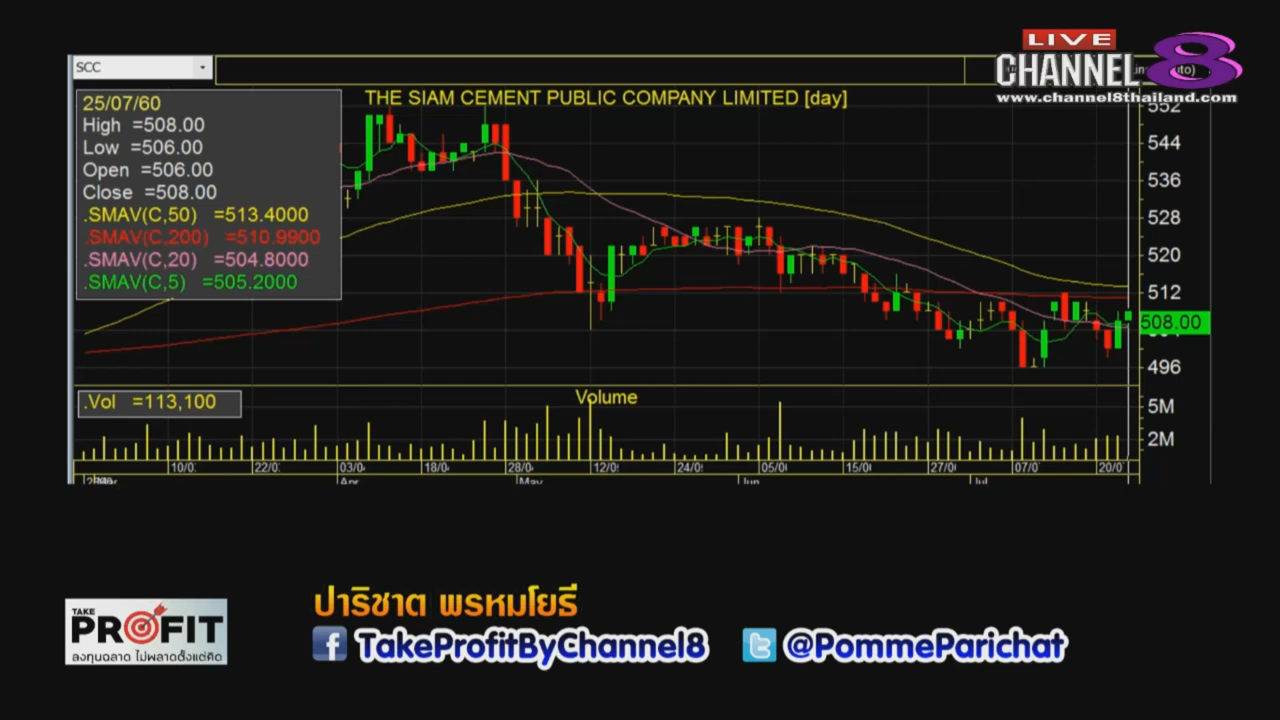 LIVE
CHANNEL 8
www.channel8thailand.com
SCC
THE SIAM CEMENT PUBLIC COMPANY LIMITED [day]
25/07/60
High =508.00
Low =506.00
Open =506.00
Close =508.00
.SMAV(C,50) =513.4000
.SMAV(C,200) =510.9900
.SMAV(C,20) =504.8000
.SMAV(C,5) =505.2000
552
544
536
528
520
512
508.00
496
.Vol =113,100
Volume
5M
2M
10/0 22/0 03/0 18/0 28/0 12/0 24/0 05/0 15/0 27/0 07/0 20/0
Apr May Jun Jul
TAKE
PROFIT
ลงทุนฉลาด ไม่พลาดตั้งแต่คิด
ปาริชาต พรหมโยธี
TakeProfitByChannel8 @PommeParichat